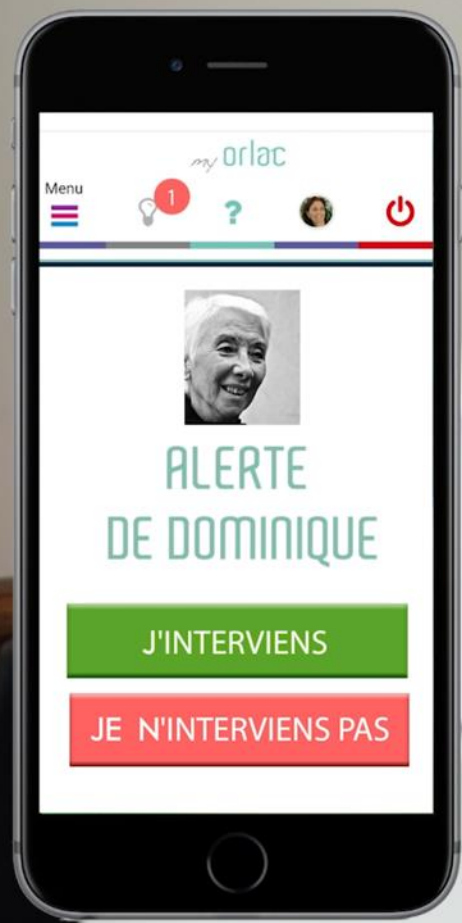 my orlac
Menu
1
?
ALERTE
DE DOMINIQUE
J'INTERVIENS
JE N'INTERVIENS PAS